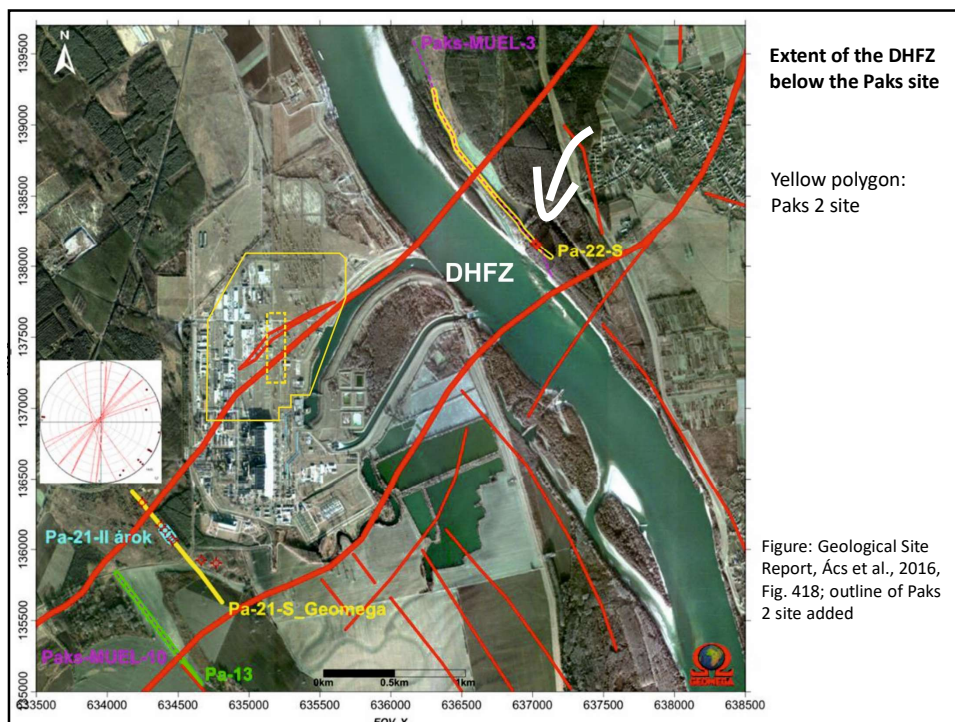 Extent of the DHFZ
below the Paks site
Yellow polygon:
Paks 2 site
Figure: Geological Site
Report, Ács et al., 2016,
Fig. 418; outline of Paks
2 site added
N
Paks-MUEL-3
Pa-22-S
DHFZ
Pa-21-II árok
Pa-21-S_Geomega
Paks-MUEL-10
Pa-13
0km 0.5km 1km
GEOMEGA
139500
139000
138500
138000
137500
137000
136500
136000
135500
135000
633500 634000 634500 635000 635500 636000 636500 637000 637500 638000 638500
EOV X